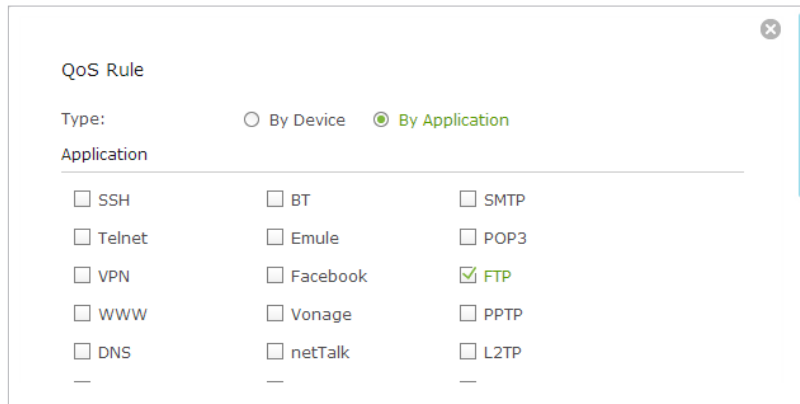 QoS Rule
Type: By Device By Application
Application
SSH BT SMTP
Telnet Emule POP3
VPN Facebook FTP
WWW Vonage PPTP
DNS netTalk L2TP